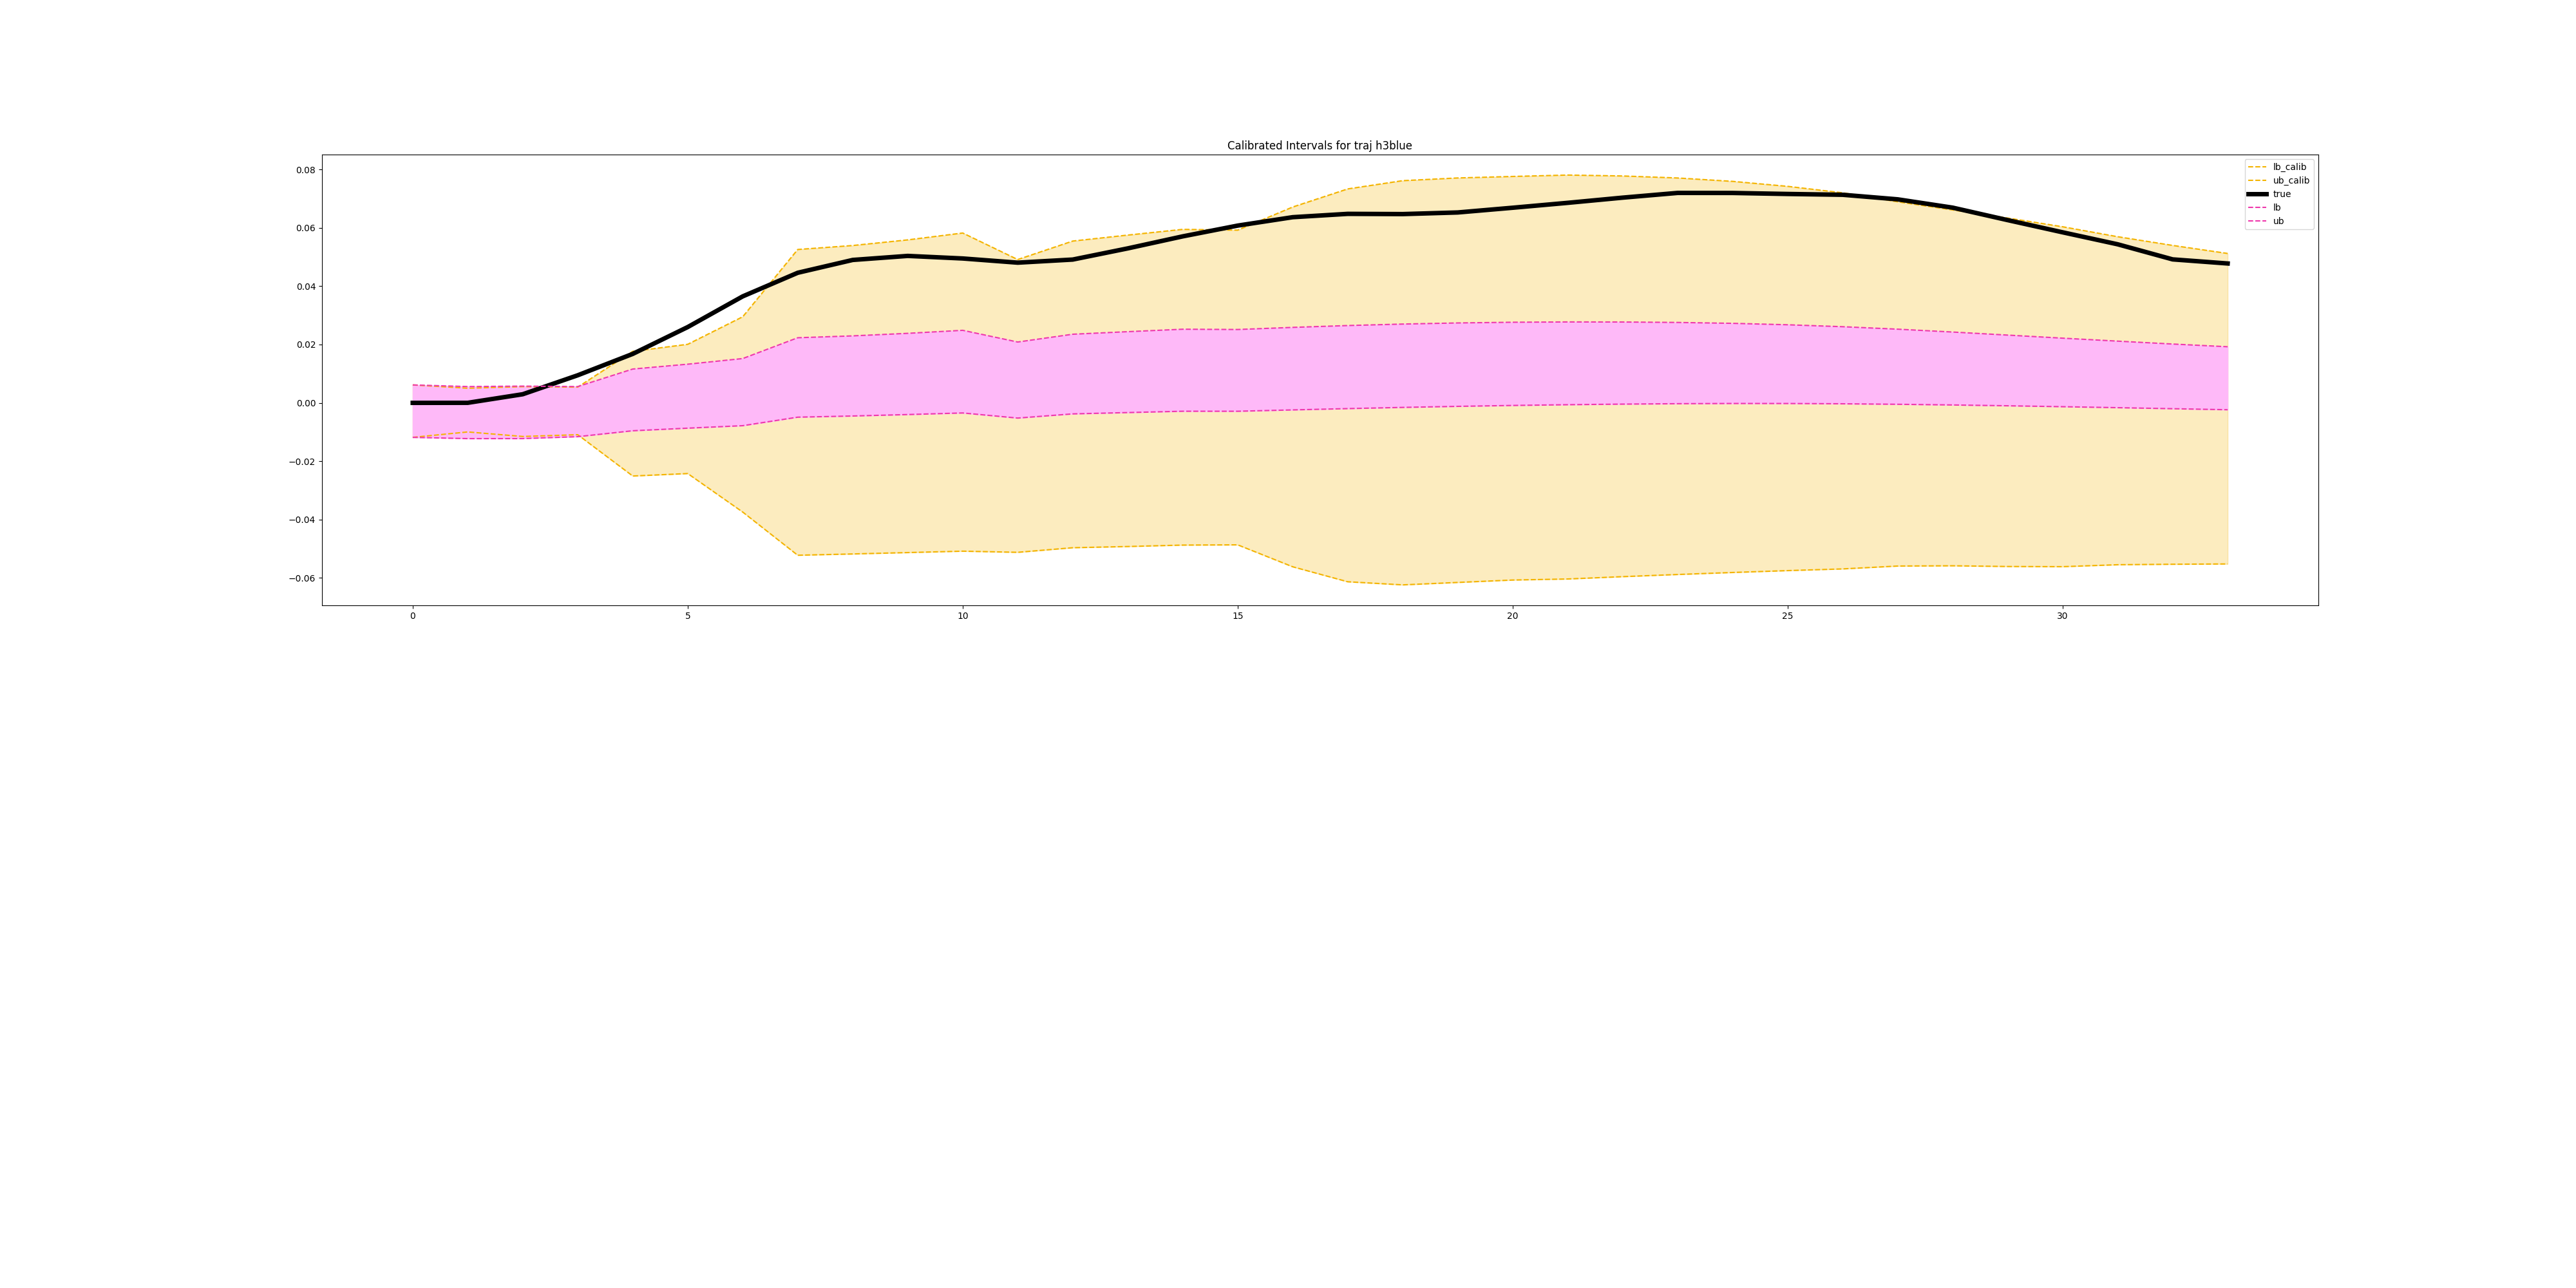 Calibrated Intervals for traj h3blue
0.08
0.06
0.04
0.02
0.00
−0.02
−0.04
−0.06
0 5 10 15 20 25 30
lb_calib
ub_calib
true
lb
ub